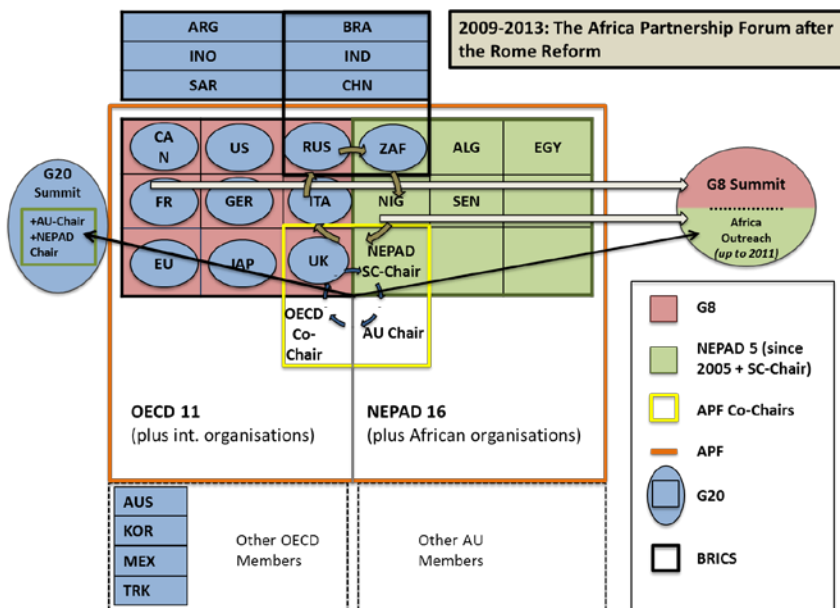 2009-2013: The Africa Partnership Forum after
the Rome Reform
ARG
BRA
INO
IND
SAR
CHN
CA
N
US
RUS
ZAF
ALG
EGY
FR
GER
ITA
NIG
SEN
EU
JAP
UK
NEPAD
SC-Chair
OECD
Co-
Chair
AU Chair
G20
Summit
+AU-Chair
+NEPAD
Chair
G8 Summit
Africa
Outreach
(up to 2011)
OECD 11
(plus int. organisations)
NEPAD 16
(plus African organisations)
AUS
KOR
MEX
TRK
Other OECD
Members
Other AU
Members
G8
NEPAD 5 (since
2005 + SC-Chair)
APF Co-Chairs
APF
G20
BRICS